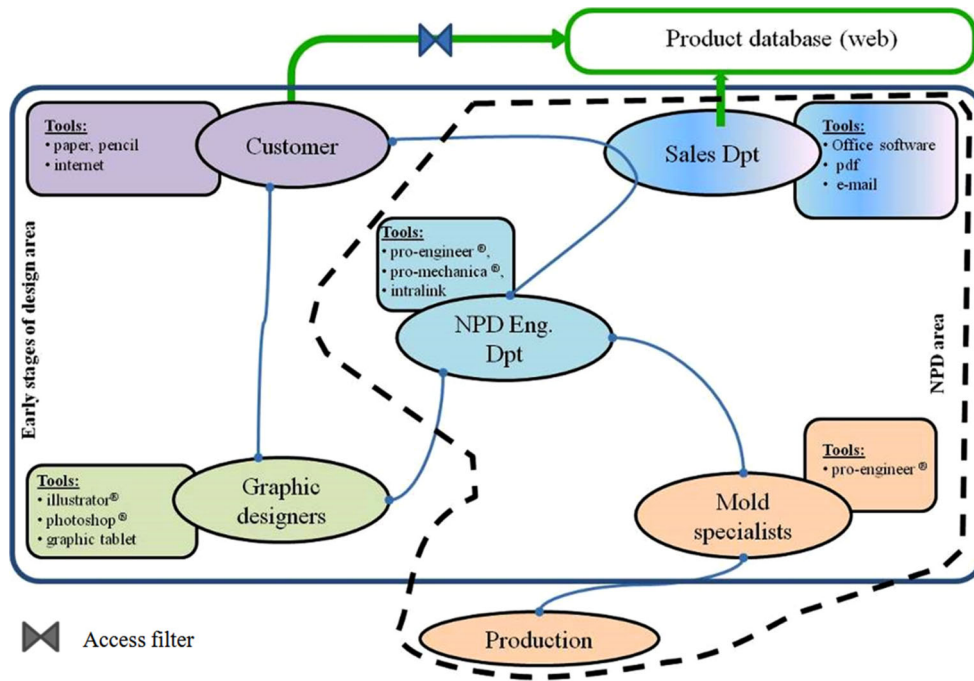 Product database (web)
Tools:
• paper, pencil
• internet
Customer
Sales Dpt
Tools:
• Office software
• pdf
• e-mail
Tools:
• pro-engineer ®,
• pro-mechanica ®,
• intralink
NPD Eng.
Dpt
Early stages of design area
NPD area
Tools:
• illustrator®
• photoshop ®
• graphic tablet
Graphic
designers
Tools:
• pro-engineer ®
Mold
specialists
Production
Access filter